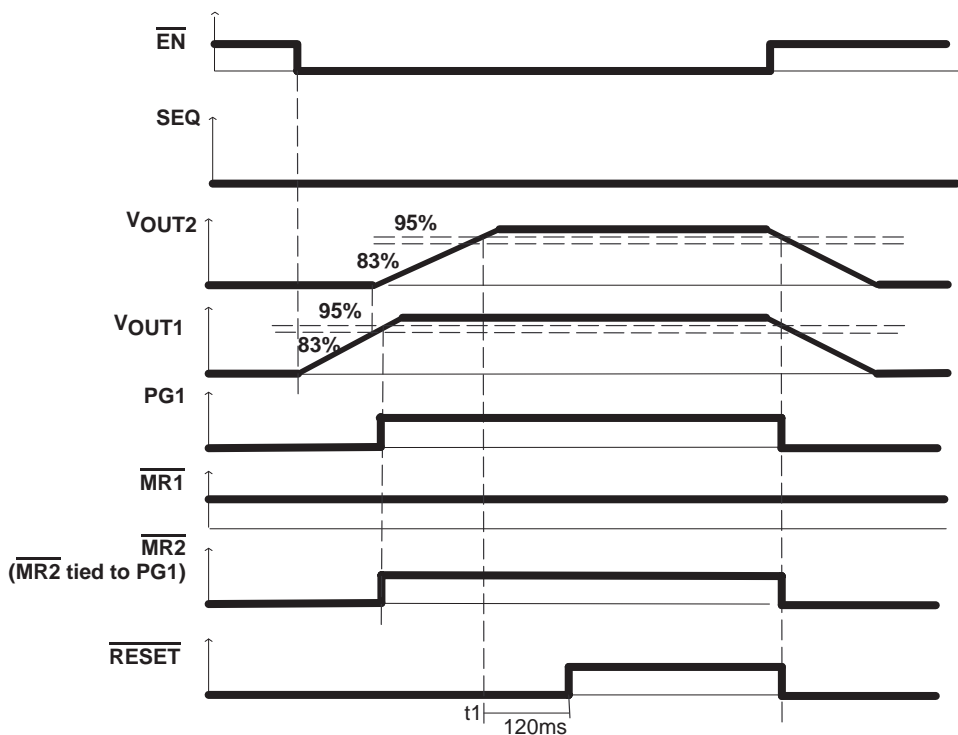 EN
SEQ
VOUT2
95%
83%
VOUT1
95%
83%
PG1
MR1
MR2
(MR2 tied to PG1)
RESET
t1
120ms